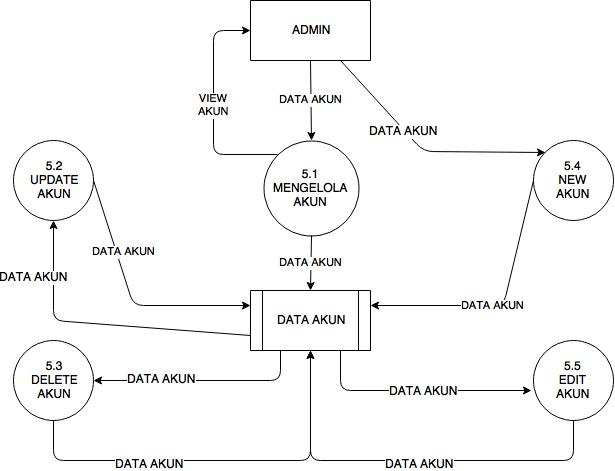 ADMIN
VIEW
AKUN
DATA AKUN
DATA AKUN
5.2
UPDATE
AKUN
5.1
MENGELOLA
AKUN
5.4
NEW
AKUN
DATA AKUN
DATA AKUN
DATA AKUN
DATA AKUN
DATA AKUN
DATA AKUN
5.3
DELETE
AKUN
DATA AKUN
DATA AKUN
5.5
EDIT
AKUN
DATA AKUN
DATA AKUN